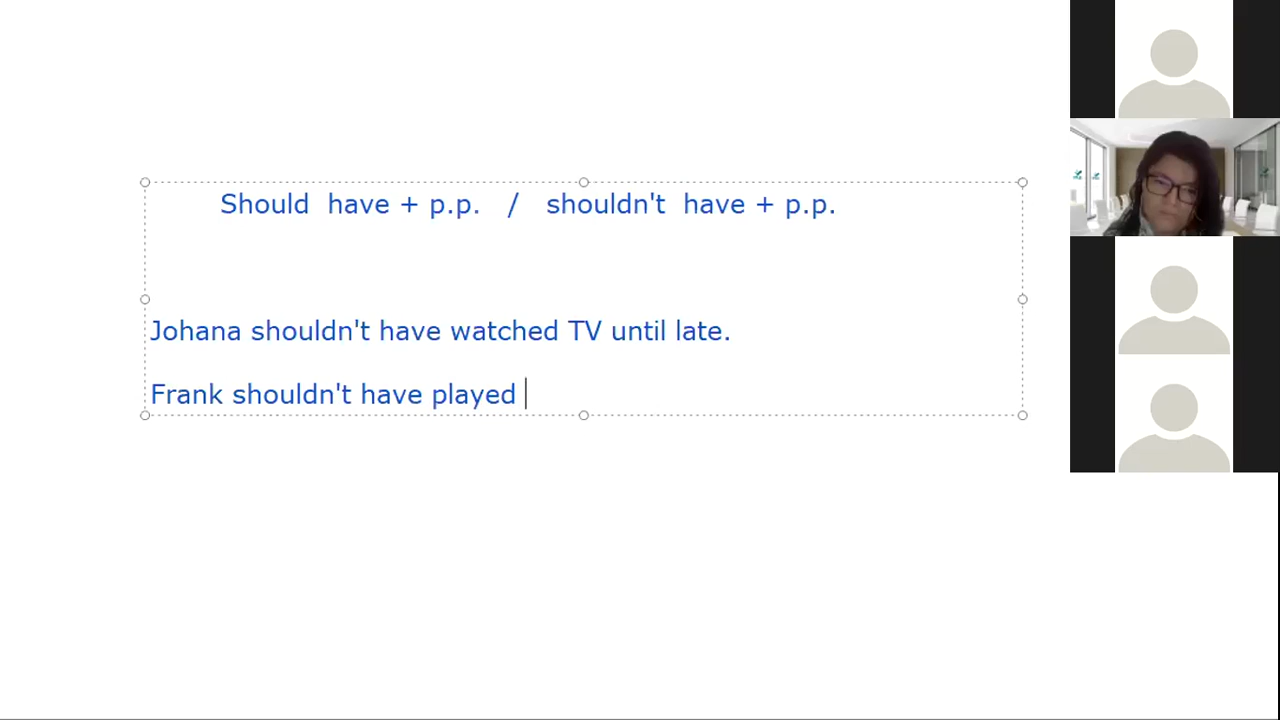 Should have + p.p. / shouldn't have + p.p.
Johana shouldn't have watched TV until late.
Frank shouldn't have played